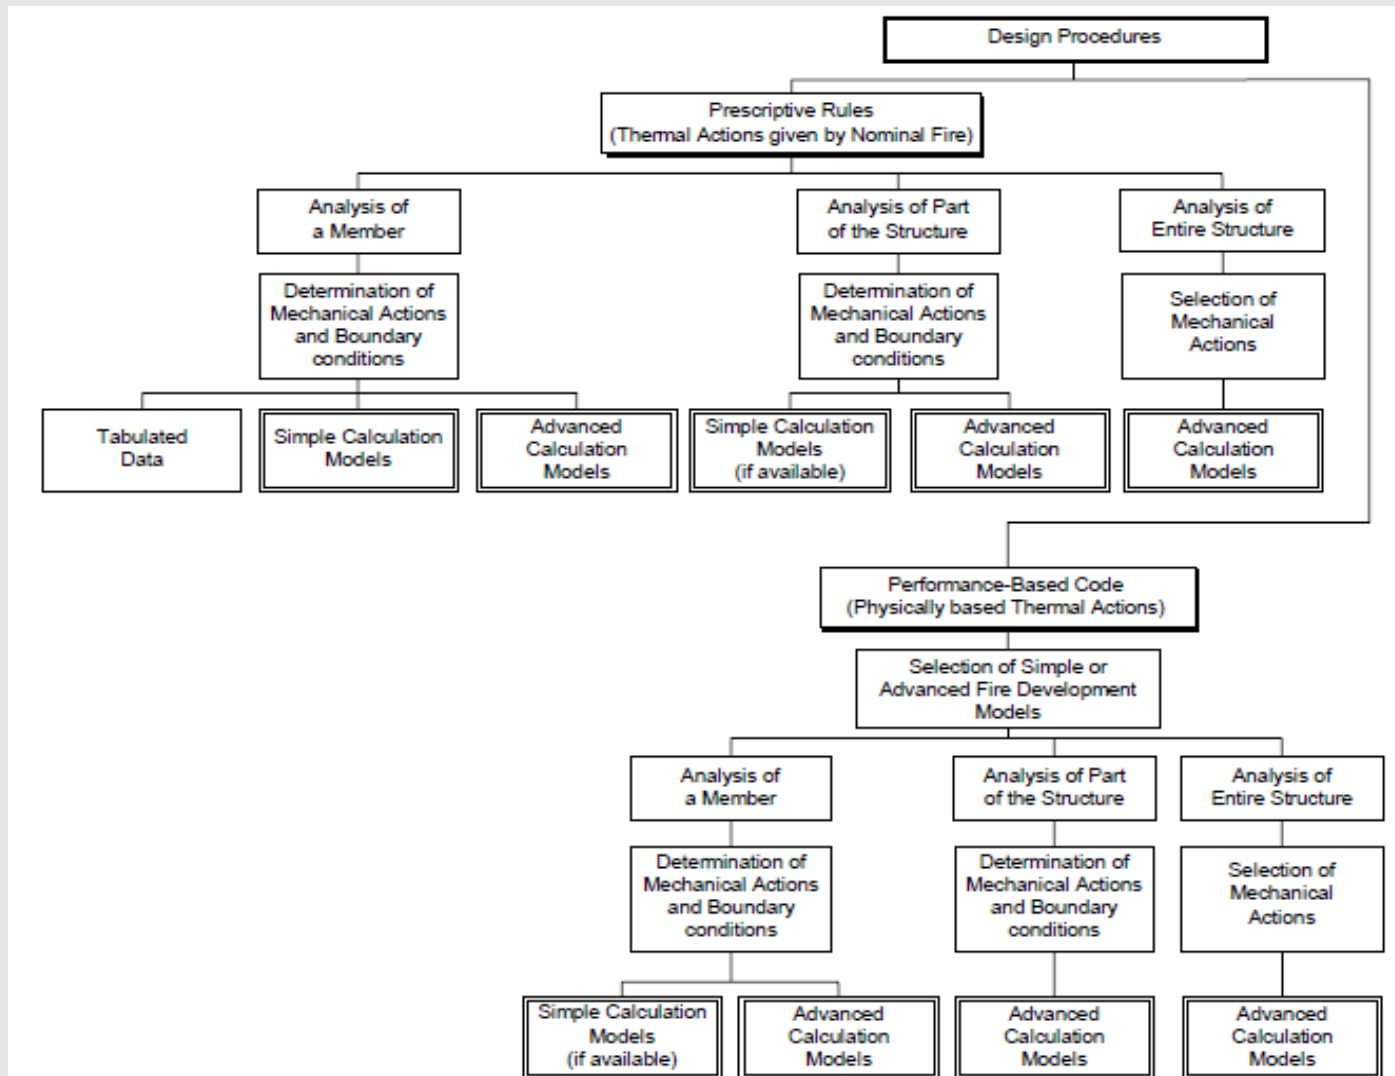 Design Procedures
Prescriptive Rules
(Thermal Actions given by Nominal Fire)
Analysis of
a Member
Analysis of Part
of the Structure
Analysis of
Entire Structure
Determination of
Mechanical Actions
and Boundary
conditions
Determination of
Mechanical Actions
and Boundary
conditions
Selection of
Mechanical
Actions
Tabulated
Data
Simple Calculation
Models
Advanced
Calculation
Models
Simple Calculation
Models
(if available)
Advanced
Calculation
Models
Advanced
Calculation
Models
Performance-Based Code
(Physically based Thermal Actions)
Selection of Simple or
Advanced Fire Development
Models
Analysis of
a Member
Analysis of Part
of the Structure
Analysis of
Entire Structure
Determination of
Mechanical Actions
and Boundary
conditions
Determination of
Mechanical Actions
and Boundary
conditions
Selection of
Mechanical
Actions
Simple Calculation
Models
(if available)
Advanced
Calculation
Models
Advanced
Calculation
Models
Advanced
Calculation
Models